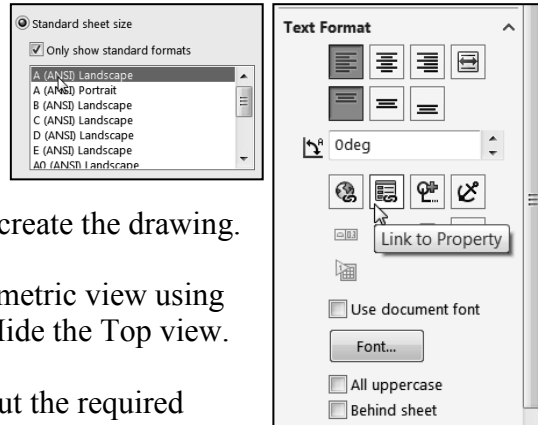 Standard sheet size
Only show standard formats
A (ANSI) Landscape
A (ANSI) Portrait
B (ANSI) Landscape
C (ANSI) Landscape
D (ANSI) Landscape
E (ANSI) Landscape
A0 (ANSI) Landscape
create the drawing.
metric view using
Hide the Top view.
ut the required
Text Format
0deg
Link to Property
Use document font
Font...
All uppercase
Behind sheet